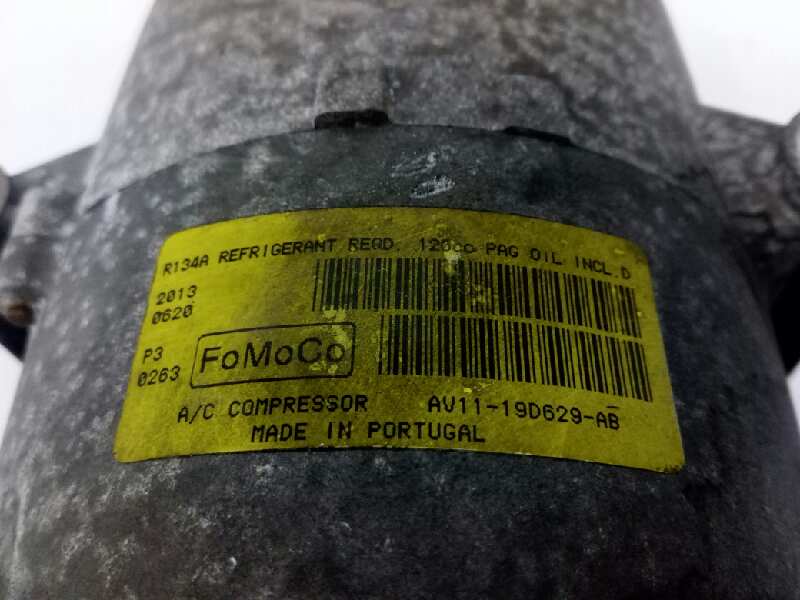 R134A REFRIGERANT REQD. 120cc PAG OIL INCL.D
2013
0620
P3
0263
FoMoCo
A/C COMPRESSOR AV11-19D629-AB
MADE IN PORTUGAL